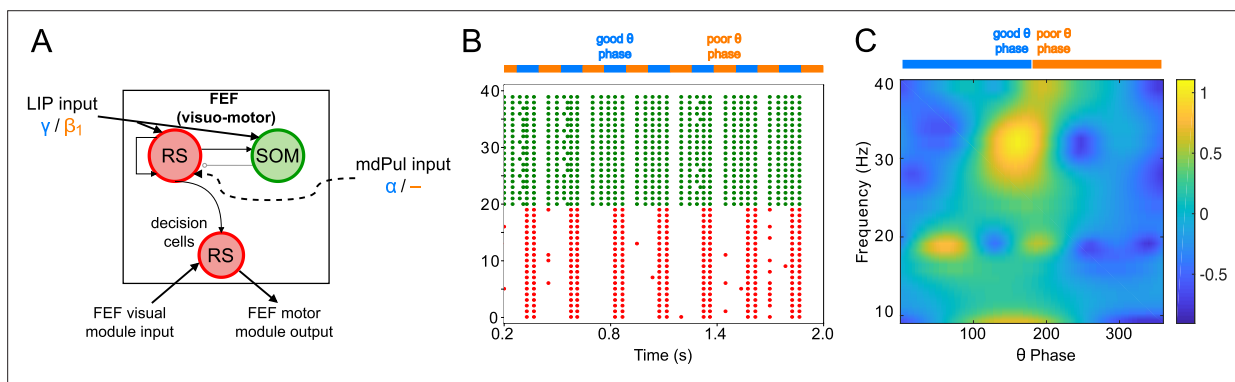 A
LIP input
γ / β1
FEF
(visuo-motor)
RS
SOM
mdPul input
α / –
decision
cells
RS
FEF visual
module input
FEF motor
module output
B
good θ
phase
poor θ
phase
40
30
20
10
0
0.2
0.8
1.4
2.0
Time (s)
C
good θ
phase
poor θ
phase
40
30
20
10
Frequency (Hz)
100
200
300
θ Phase
1
0.5
0
-0.5